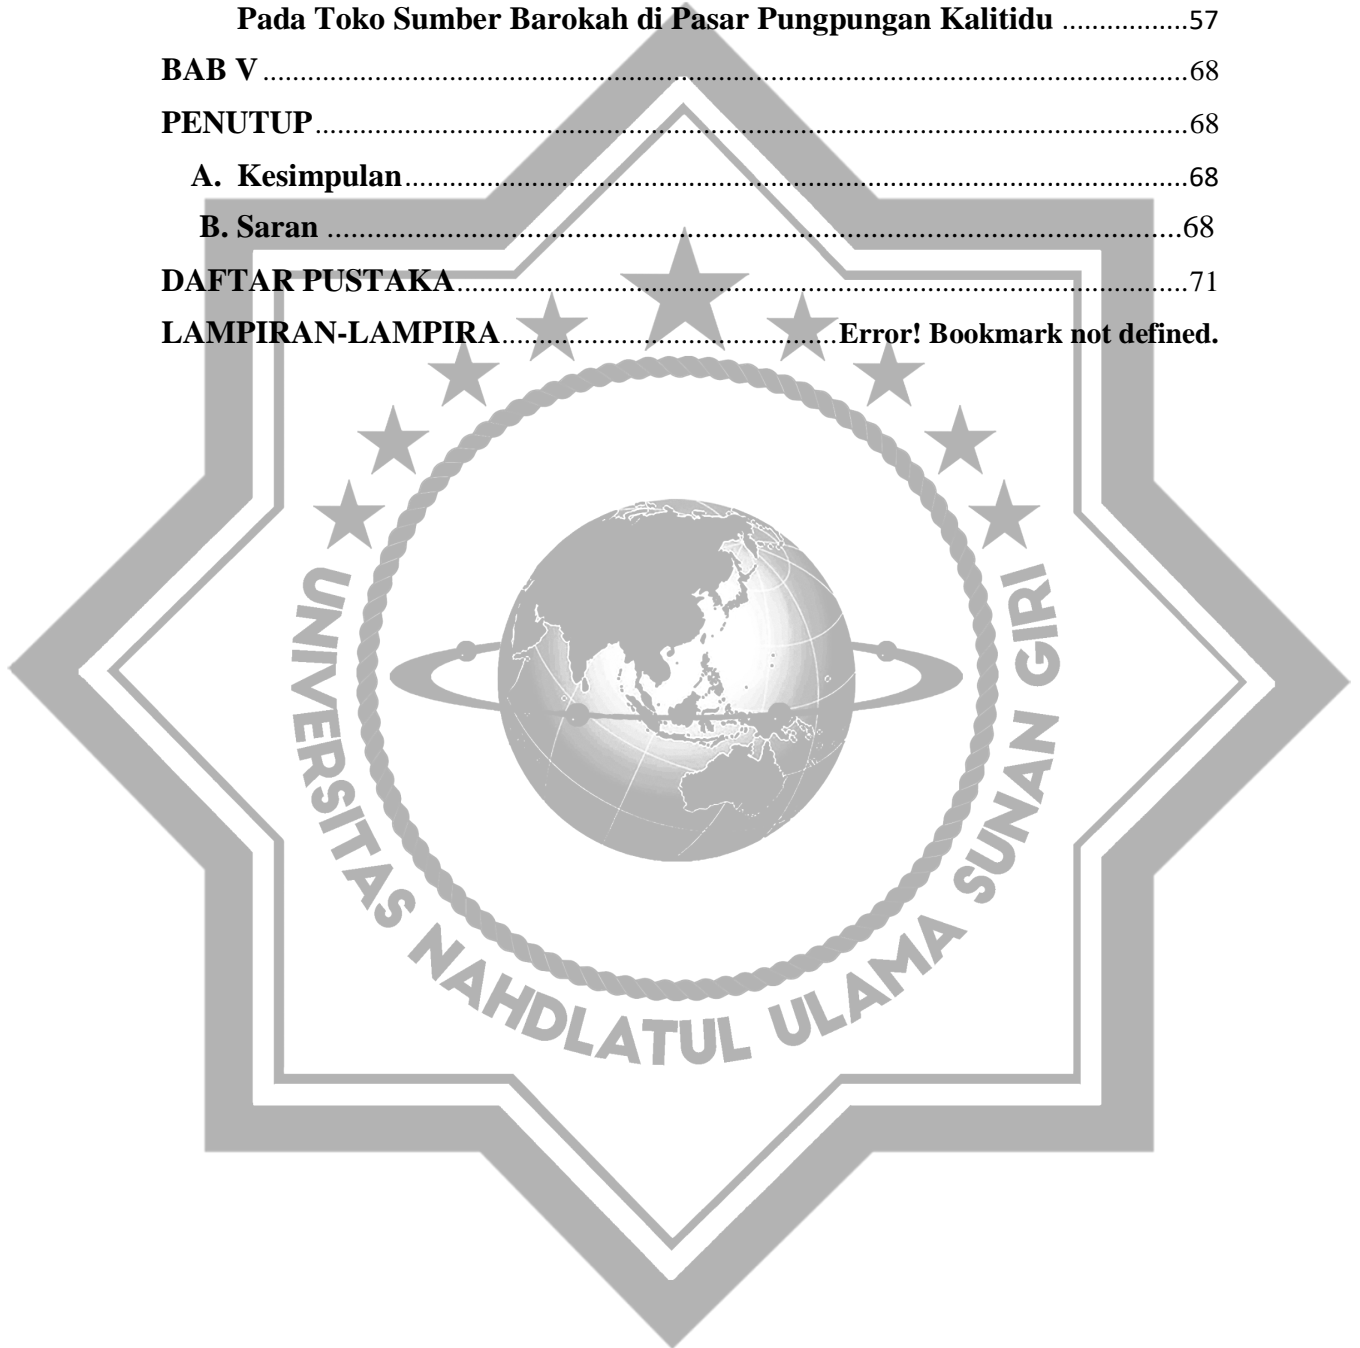 Pada Toko Sumber Barokah di Pasar Pungpungan Kalitidu .................57
BAB V ............................................................................................................................68
PENUTUP.....................................................................................................................68
A. Kesimpulan.........................................................................................................68
B. Saran ...................................................................................................................68
DAFTAR PUSTAKA..................................................................................................71
LAMPIRAN-LAMPIRA.............................................Error! Bookmark not defined.
UNIVERSITAS NAHDLATUL ULAMA SUNAN GIRI